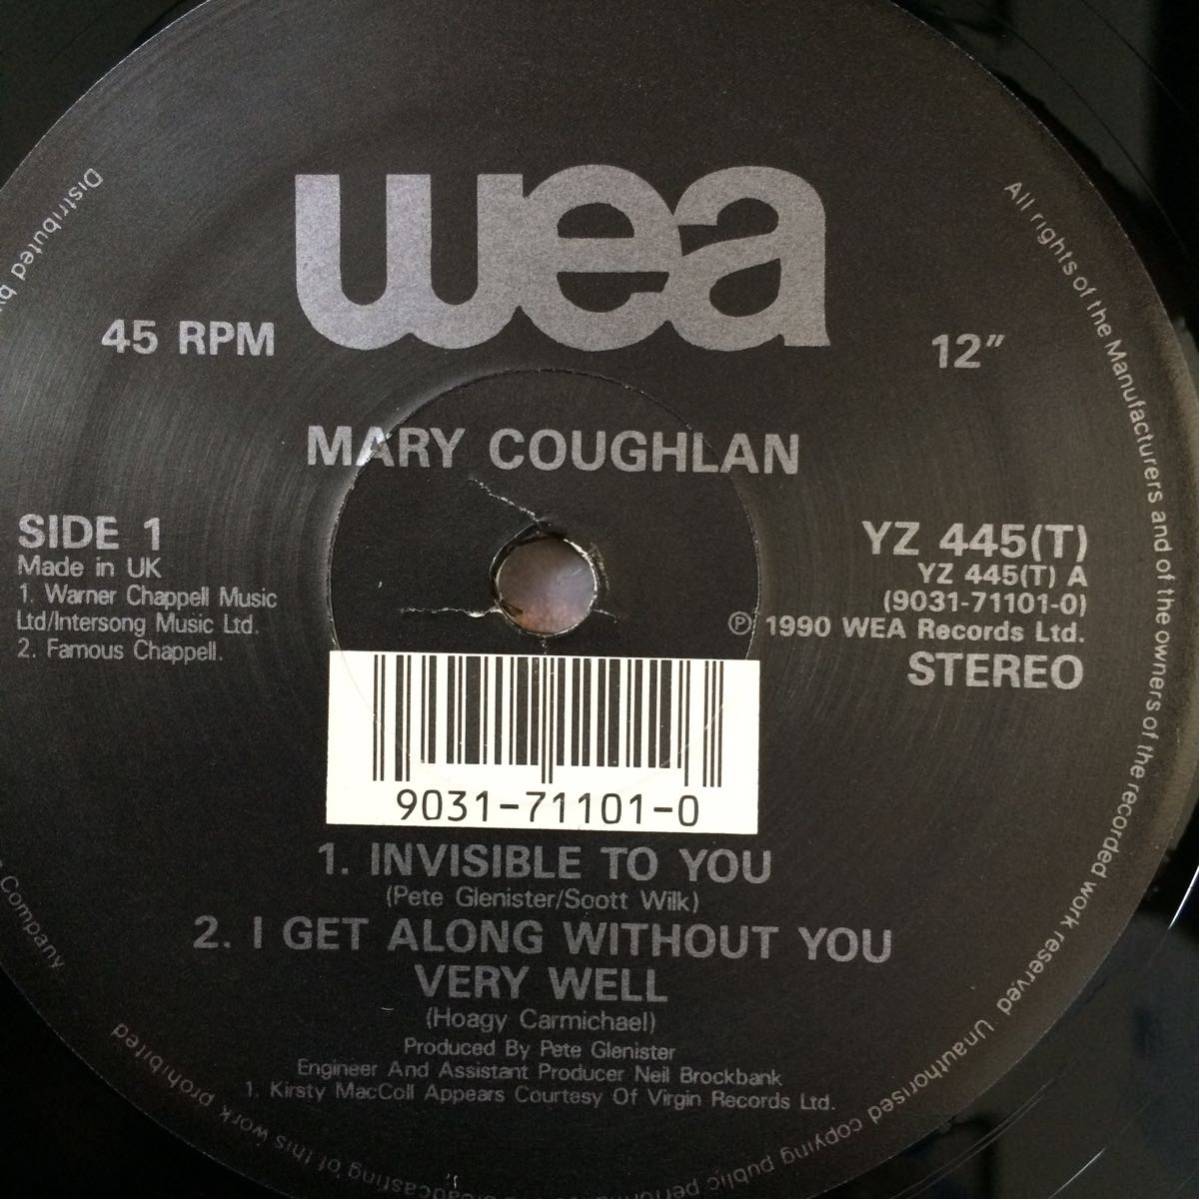 wea
45 RPM
12"
MARY COUGHLAN
SIDE 1
Made in UK
1. Warner Chappell Music
Ltd/Intersong Music Ltd.
2. Famous Chappell.
YZ 445(T)
YZ 445(T) A
(9031-71101-0)
℗ 1990 WEA Records Ltd.
STEREO
9031-71101-0
1. INVISIBLE TO YOU
(Pete Glenister/Scott Wilk)
2. I GET ALONG WITHOUT YOU
VERY WELL
(Hoagy Carmichael)
Produced By Pete Glenister
Engineer And Assistant Producer Neil Brockbank
1. Kirsty MacColl Appears Courtesy Of Virgin Records Ltd.
All rights of the Manufacturers and of the owners of the recorded work reserved Unauthorised copying public of this work prohibited
Distributed by
Company